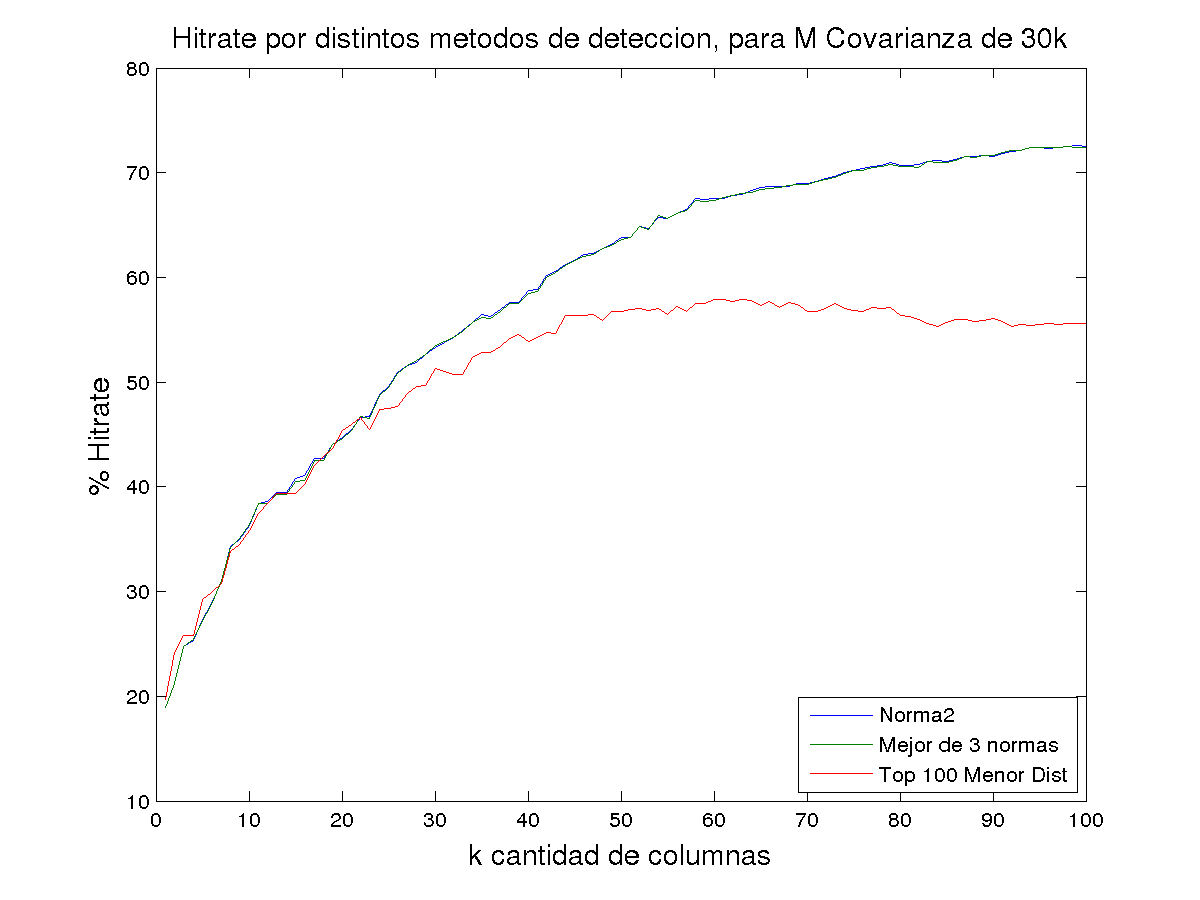 Hitrate por distintos metodos de deteccion, para M Covarianza de 30k
80
70
60
50
40
30
20
10
% Hitrate
Norma2
Mejor de 3 normas
Top 100 Menor Dist
0 10 20 30 40 50 60 70 80 90 100
k cantidad de columnas